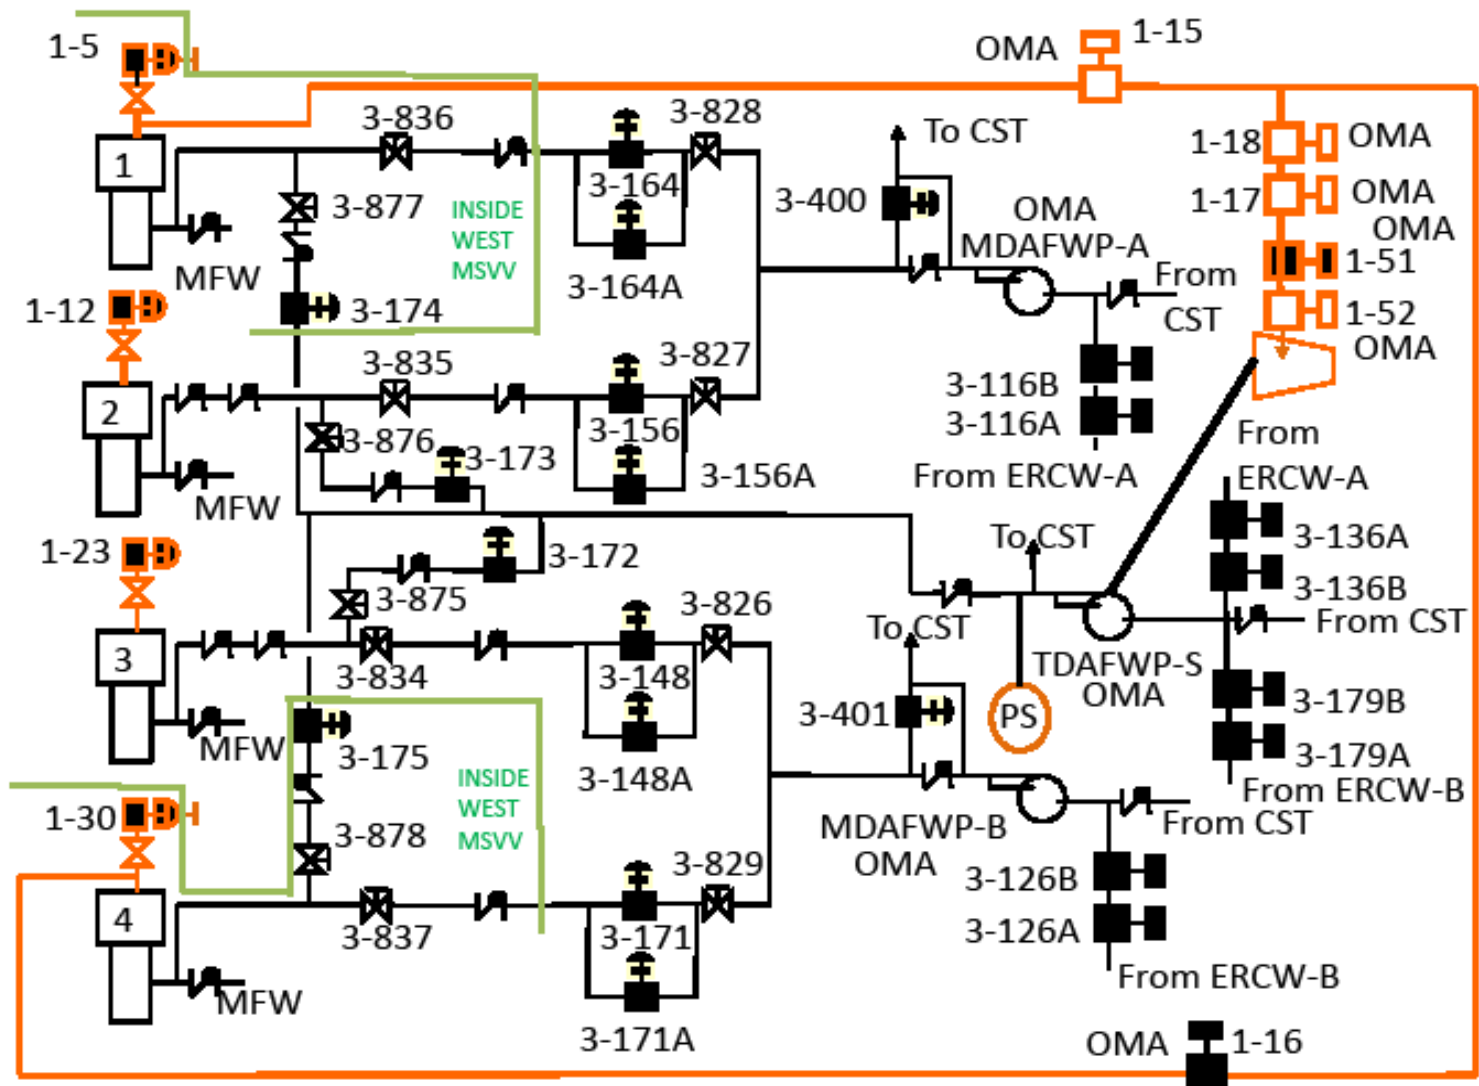 1-5
OMA
1-15
3-836
3-828
To CST
1-18
OMA
1
3-164
3-400
1-17
OMA
3-877
INSIDE
WEST
MSVV
OMA
MDAFWP-A
OMA
MFW
3-164A
From
CST
1-51
1-12
3-174
1-52
OMA
3-835
3-827
3-116B
2
3-156
3-116A
From
3-876
3-173
3-156A
From ERCW-A
ERCW-A
MFW
1-23
3-172
To CST
3-136A
3-875
3-826
3-136B
To CST
From CST
3
3-834
3-148
TDAFWP-S
OMA
3-179B
3-401
PS
MFW
3-175
3-148A
3-179A
INSIDE
WEST
MSVV
From ERCW-B
1-30
3-878
MDAFWP-B
OMA
From CST
3-829
3-126B
4
3-837
3-171
3-126A
MFW
From ERCW-B
3-171A
OMA
1-16